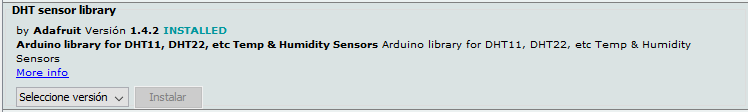 DHT sensor library
by Adafruit Versión 1.4.2 INSTALLED
Arduino library for DHT11, DHT22, etc Temp & Humidity Sensors Arduino library for DHT11, DHT22, etc Temp & Humidity
Sensors
More info
Seleccione versión Instalar